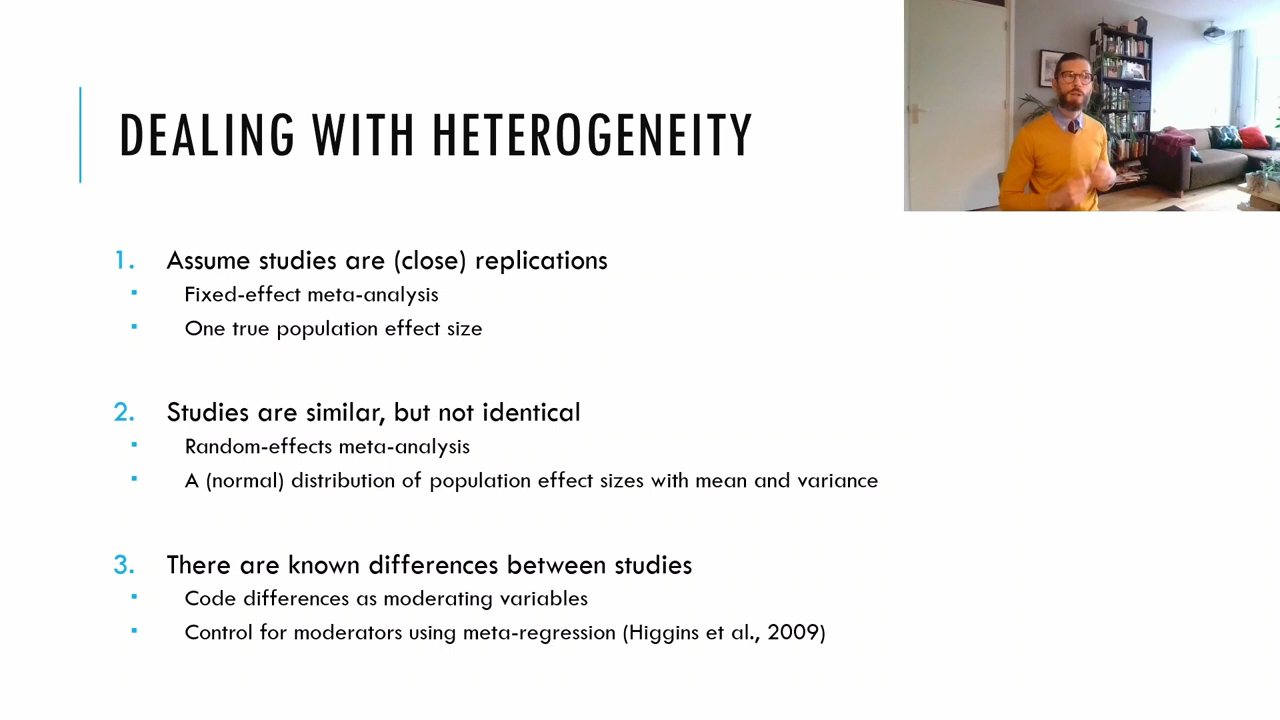 DEALING WITH HETEROGENEITY
1. Assume studies are (close) replications
▪ Fixed-effect meta-analysis
▪ One true population effect size
2. Studies are similar, but not identical
▪ Random-effects meta-analysis
▪ A (normal) distribution of population effect sizes with mean and variance
3. There are known differences between studies
▪ Code differences as moderating variables
▪ Control for moderators using meta-regression (Higgins et al., 2009)